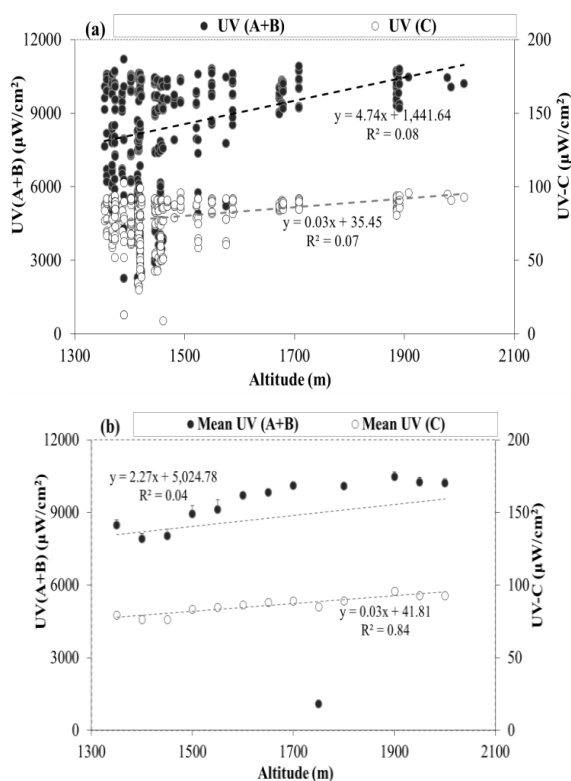 (a)
UV (A+B) UV (C)
12000
9000
6000
3000
0
UV(A+B) (µW/cm²)
200
150
100
50
0
UV-C (µW/cm²)
y = 4.74x + 1,441.64
R² = 0.08
y = 0.03x + 35.45
R² = 0.07
1300 1500 1700 1900 2100
Altitude (m)
(b)
Mean UV (A+B) Mean UV (C)
12000
9000
6000
3000
0
UV(A+B) (µW/cm²)
200
150
100
50
0
UV-C (µW/cm²)
y = 2.27x + 5,024.78
R² = 0.04
y = 0.03x + 41.81
R² = 0.84
1300 1500 1700 1900 2100
Altitude (m)